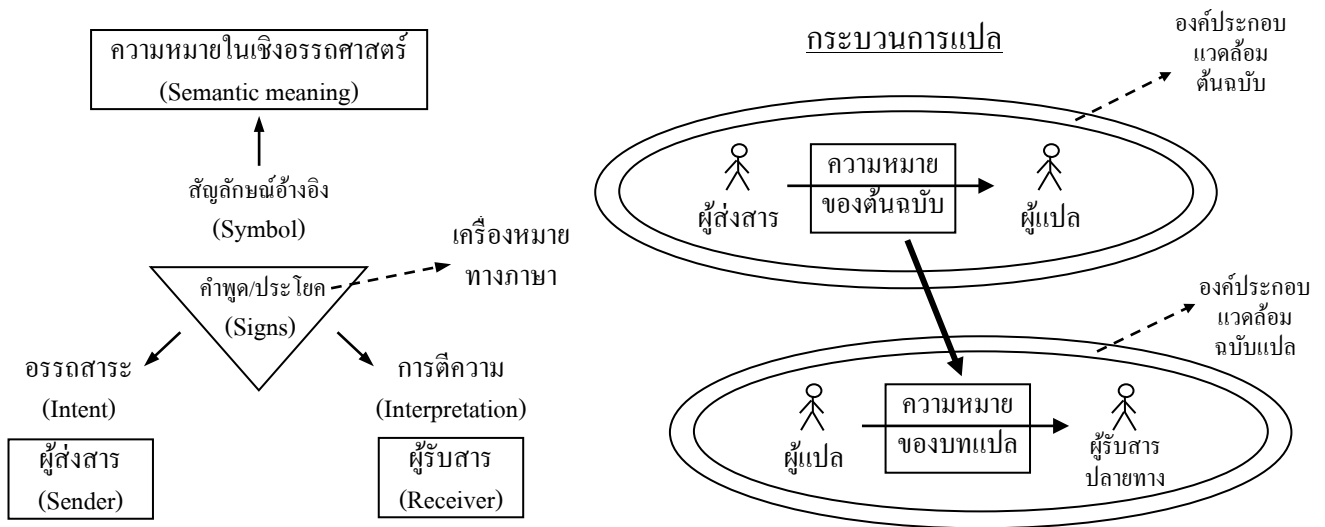 ความหมายในเชิงอรรถศาสตร์
(Semantic meaning)
สัญลักษณ์อ้างอิง
(Symbol)
เครื่องหมาย
ทางภาษา
คำพูด/ประโยค
(Signs)
อรรถสาระ
(Intent)
การตีความ
(Interpretation)
ผู้ส่งสาร
(Sender)
ผู้รับสาร
(Receiver)
กระบวนการแปล
องค์ประกอบ
แวดล้อม
ต้นฉบับ
ผู้ส่งสาร
ความหมาย
ของต้นฉบับ
ผู้แปล
องค์ประกอบ
แวดล้อม
ฉบับแปล
ผู้แปล
ความหมาย
ของบทแปล
ผู้รับสาร
ปลายทาง